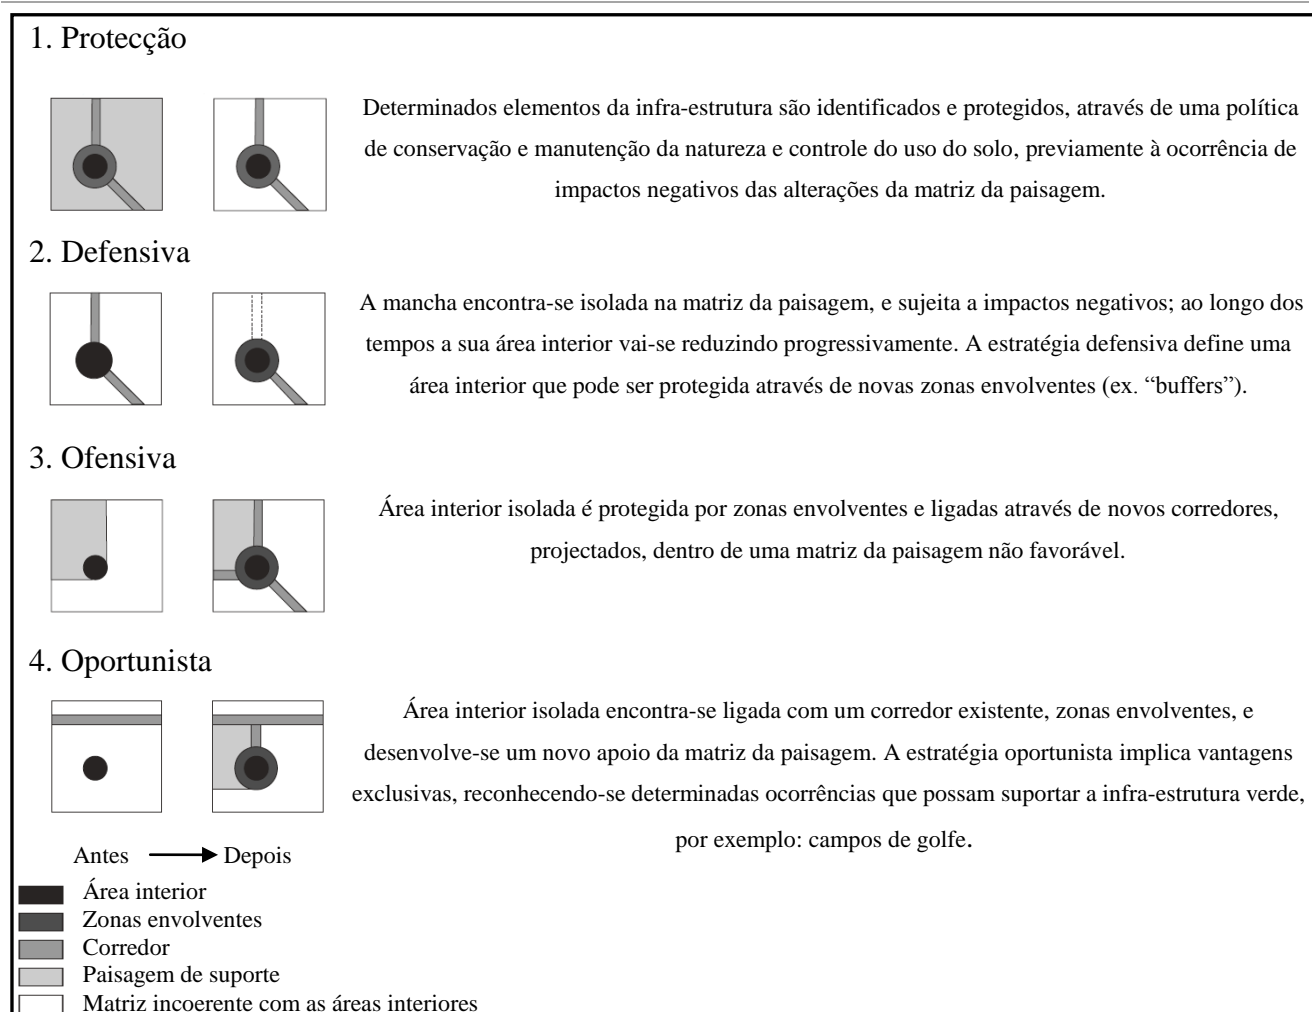 1. Protecção
Determinados elementos da infra-estrutura são identificados e protegidos, através de uma política
de conservação e manutenção da natureza e controle do uso do solo, previamente à ocorrência de
impactos negativos das alterações da matriz da paisagem.
2. Defensiva
A mancha encontra-se isolada na matriz da paisagem, e sujeita a impactos negativos; ao longo dos
tempos a sua área interior vai-se reduzindo progressivamente. A estratégia defensiva define uma
área interior que pode ser protegida através de novas zonas envolventes (ex. “buffers”).
3. Ofensiva
Área interior isolada é protegida por zonas envolventes e ligadas através de novos corredores,
projectados, dentro de uma matriz da paisagem não favorável.
4. Oportunista
Área interior isolada encontra-se ligada com um corredor existente, zonas envolventes, e
desenvolve-se um novo apoio da matriz da paisagem. A estratégia oportunista implica vantagens
exclusivas, reconhecendo-se determinadas ocorrências que possam suportar a infra-estrutura verde,
por exemplo: campos de golfe.
Antes Depois
Área interior
Zonas envolventes
Corredor
Paisagem de suporte
Matriz incoerente com as áreas interiores